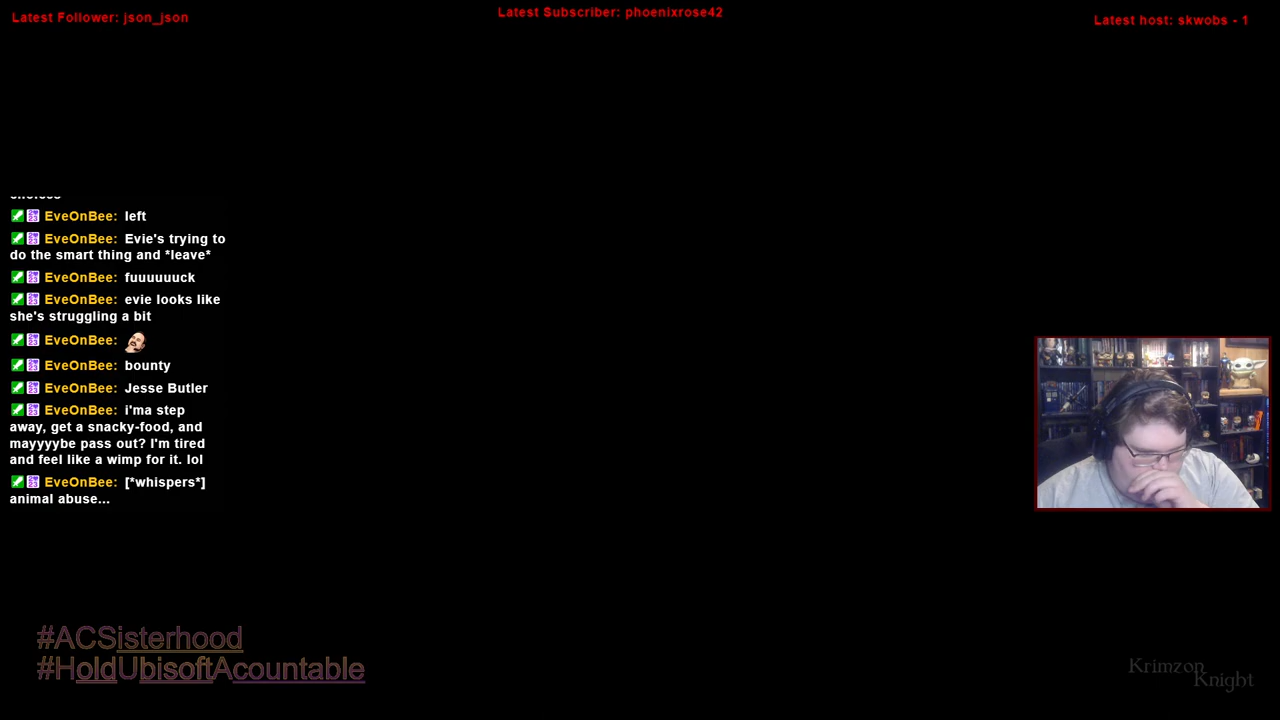 Latest Follower: json_json
Latest Subscriber: phoenixrose42
Latest host: skwobs - 1
EveOnBee: left
EveOnBee: Evie's trying to
do the smart thing and *leave*
EveOnBee: fuuuuuuck
EveOnBee: evie looks like
she's struggling a bit
EveOnBee:
EveOnBee: bounty
EveOnBee: Jesse Butler
EveOnBee: i'ma step
away, get a snacky-food, and
mayyyybe pass out? I'm tired
and feel like a wimp for it. lol
EveOnBee: [*whispers*]
animal abuse...
#ACSisterhood
#HoldUbisoftAcountable
Krimzon
Knight